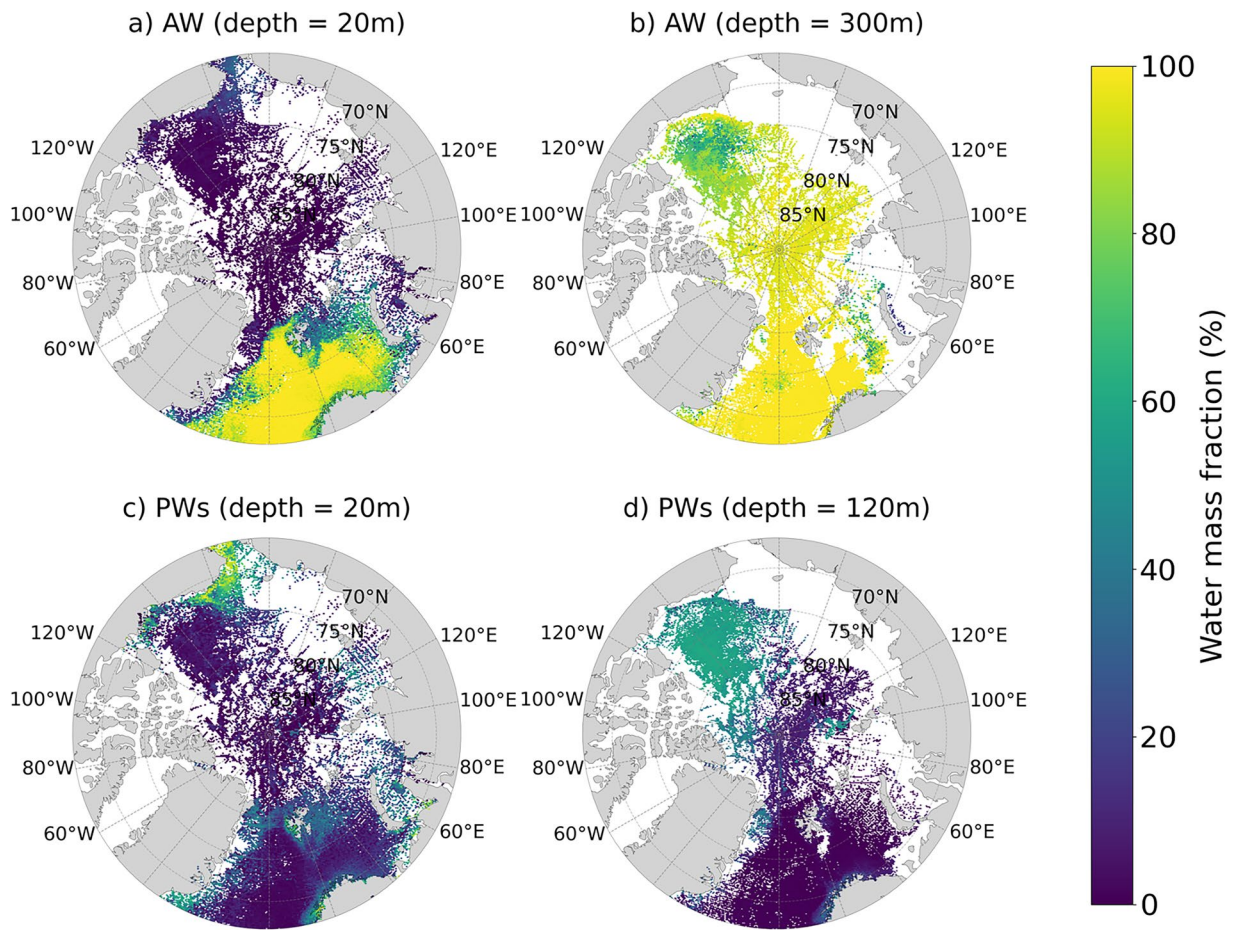 a) AW (depth = 20m)
b) AW (depth = 300m)
70°N
75°N
80°N
85°N
120°W
100°W
80°W
60°W
120°E
100°E
80°E
60°E
70°N
75°N
80°N
85°N
120°W
100°W
80°W
60°W
120°E
100°E
80°E
60°E
c) PWs (depth = 20m)
d) PWs (depth = 120m)
70°N
75°N
80°N
85°N
120°W
100°W
80°W
60°W
120°E
100°E
80°E
60°E
70°N
75°N
80°N
85°N
120°W
100°W
80°W
60°W
120°E
100°E
80°E
60°E
100
80
60
40
20
0
Water mass fraction (%)